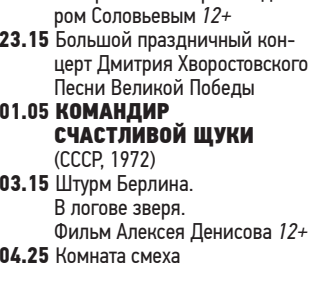 ром Соловьевым 12+
23.15 Большой праздничный кон-
церт Дмитрия Хворостовского
Песни Великой Победы
01.05 КОМАНДИР
СЧАСТЛИВОЙ ЩУКИ
(СССР, 1972)
03.15 Штурм Берлина.
В логове зверя.
Фильм Алексея Денисова 12+
04.25 Комната смеха